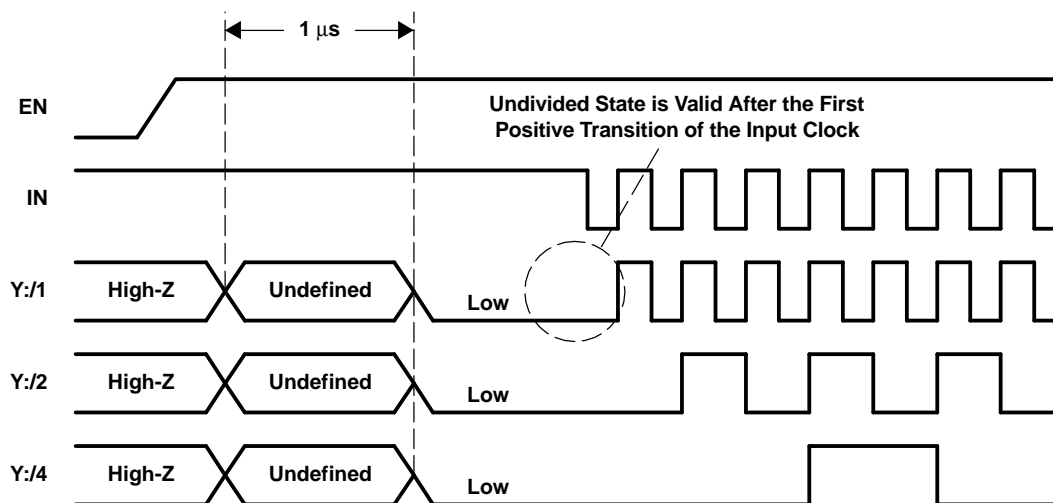 1 μs
EN
Undivided State is Valid After the First
Positive Transition of the Input Clock
IN
Y:/1 High-Z Undefined Low
Y:/2 High-Z Undefined Low
Y:/4 High-Z Undefined Low